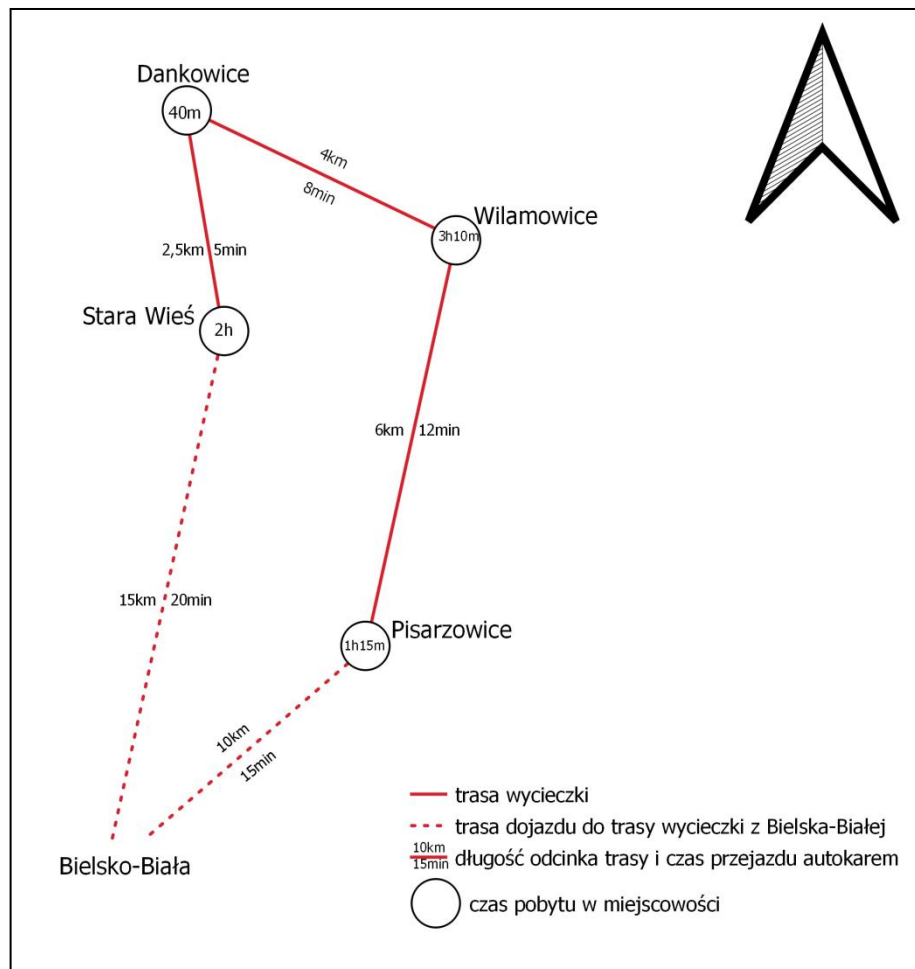 Dankowice
40m
4km
8min
Wilamowice
3h10m
2,5km 5min
Stara Wieś
2h
6km 12min
15km 20min
Pisarzowice
1h15m
10km
15min
Bielsko-Biała
trasa wycieczki
trasa dojazdu do trasy wycieczki z Bielska-Białej
10km
15min
długość odcinka trasy i czas przejazdu autokarem
czas pobytu w miejscowości